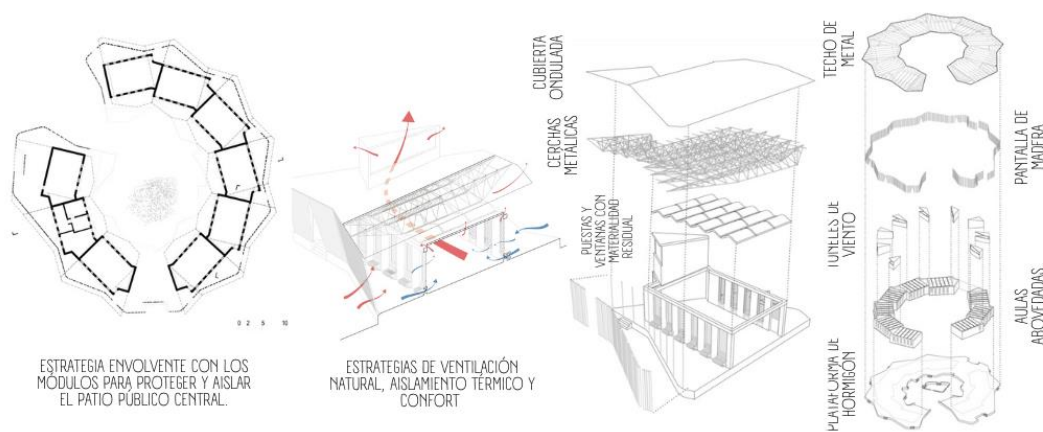 0 2 5 10
ESTRATEGIA ENVOLVENTE CON LOS
MÓDULOS PARA PROTEGER Y AISLAR
EL PATIO PÚBLICO CENTRAL.
ESTRATEGIAS DE VENTILACIÓN
NATURAL, AISLAMIENTO TÉRMICO Y
CONFORT
CUBIERTA
ONDULADA
CERCHAS
METÁLICAS
PUESTAS Y
VENTANAS CON
MATERIALIDAD
RESIDUAL
TECHO DE
METAL
PANTALLA DE
MADERA
TÚNELES DE
VIENTO
AULAS
ABOVEDADAS
PLATAFORMA DE
HORMIGÓN